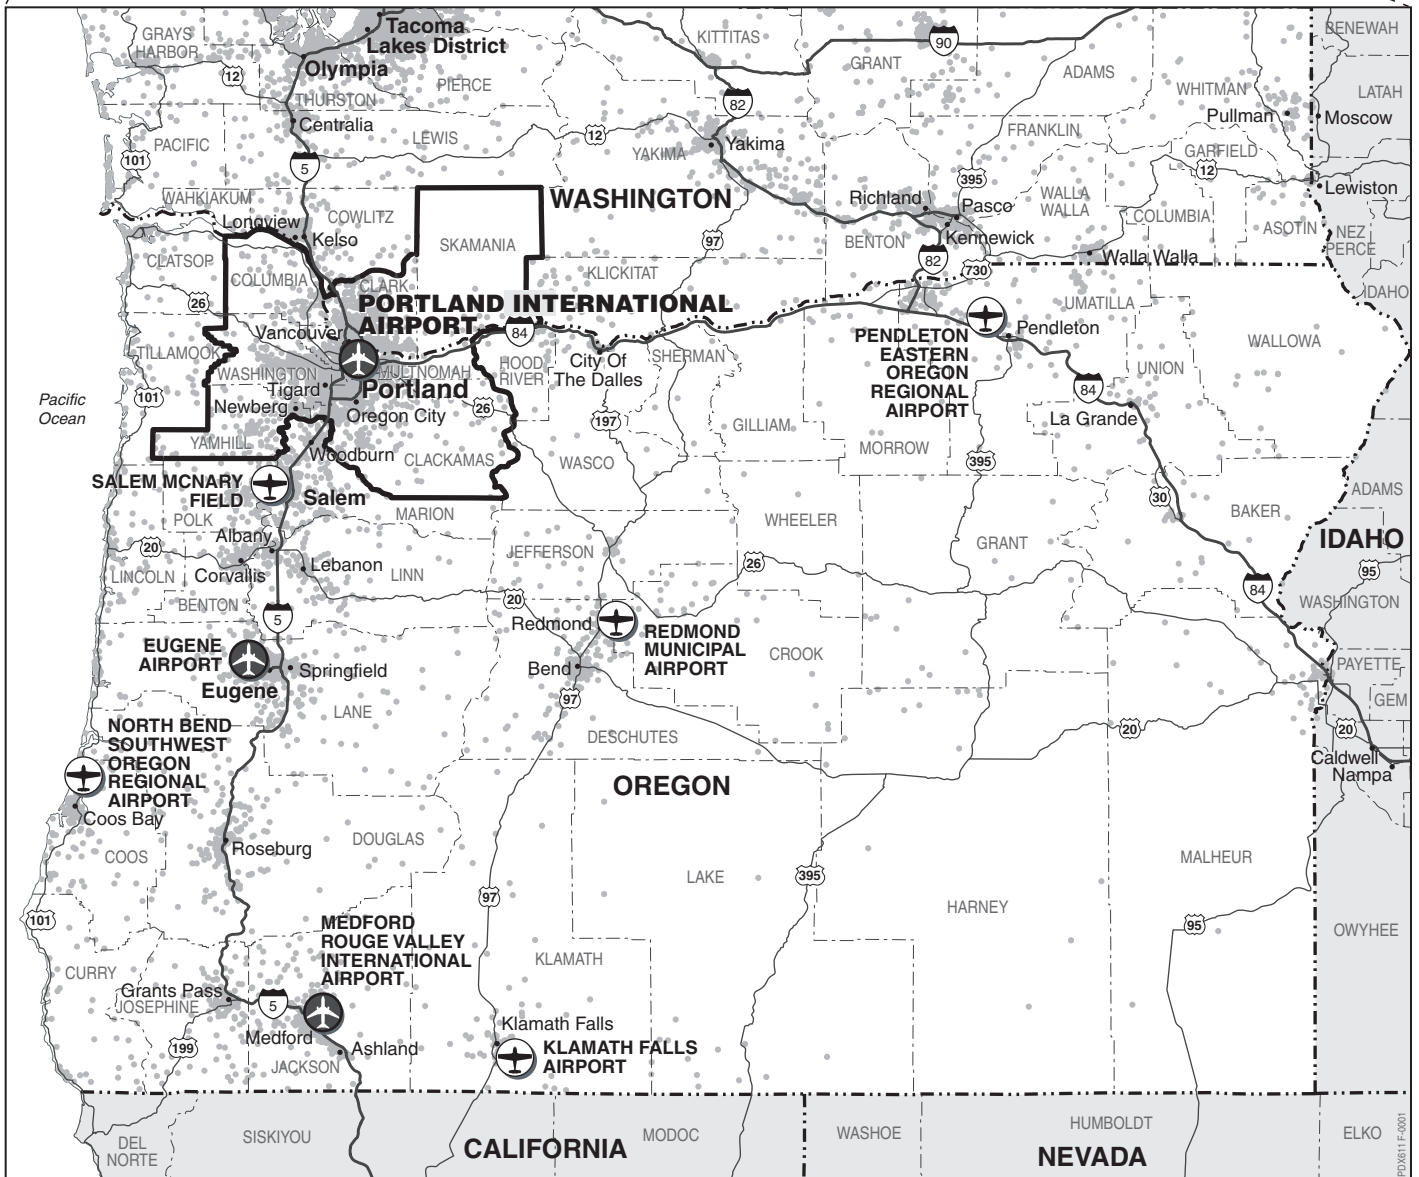 Tacoma
Lakes District
GRAYS
HARBOR
KITTITAS
90
BENEWAH
Olympia
GRANT
ADAMS
12
PIERCE
WHITMAN
LATAH
THURSTON
82
Pullman
Moscow
Centralia
LEWIS
12
FRANKLIN
PACIFIC
YAKIMA
Yakima
GARFIELD
101
5
12
395
WAHKIAKUM
WASHINGTON
Richland
WALLA
WALLA
Lewiston
Longview
COWLITZ
Pasco
COLUMBIA
ASOTIN
NEZ
PERCE
Kelso
SKAMANIA
97
BENTON
Kennewick
CLATSOP
KLICKITAT
82
730
Walla Walla
COLUMBIA
CLARK
IDAHO
26
PORTLAND INTERNATIONAL
AIRPORT
UMATILLA
Vancouver
84
PENDLETON
EASTERN
OREGON
REGIONAL
AIRPORT
Pendleton
WALLOWA
TILLAMOOK
WASHINGTON
MULTNOMAH
HOOD
RIVER
City Of
The Dalles
SHERMAN
UNION
Tigard
Portland
84
Pacific
Ocean
101
Newberg
Oregon City
26
197
La Grande
YAMHILL
Woodburn
CLACKAMAS
WASCO
GILLIAM
MORROW
395
SALEM MCNARY
FIELD
Salem
30
ADAMS
POLK
MARION
WHEELER
BAKER
IDAHO
Albany
JEFFERSON
GRANT
20
Corvallis
Lebanon
LINN
26
95
LINCOLN
84
BENTON
20
WASHINGTON
5
Redmond
REDMOND
MUNICIPAL
AIRPORT
EUGENE
AIRPORT
Springfield
Bend
CROOK
PAYETTE
Eugene
97
GEM
LANE
NORTH BEND
SOUTHWEST
OREGON
REGIONAL
AIRPORT
DESCHUTES
20
20
Caldwell
Nampa
OREGON
Coos Bay
DOUGLAS
COOS
Roseburg
MALHEUR
LAKE
395
97
HARNEY
101
MEDFORD
ROUGE VALLEY
INTERNATIONAL
AIRPORT
95
OWYHEE
CURRY
KLAMATH
Grants Pass
JOSEPHINE
5
Medford
Klamath Falls
199
Ashland
KLAMATH FALLS
AIRPORT
JACKSON
DEL
NORTE
SISKIYOU
CALIFORNIA
MODOC
WASHOE
HUMBOLDT
NEVADA
ELKO
PDX611 F-0001